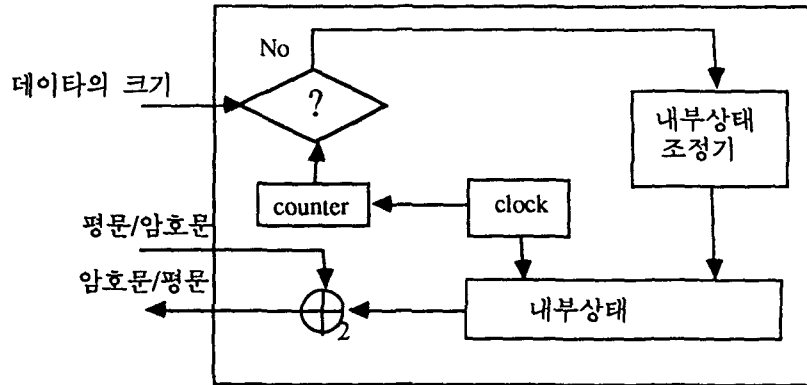 No
데이타의 크기
?
내부상태
조정기
counter
clock
평문/암호문
암호문/평문
2
내부상태